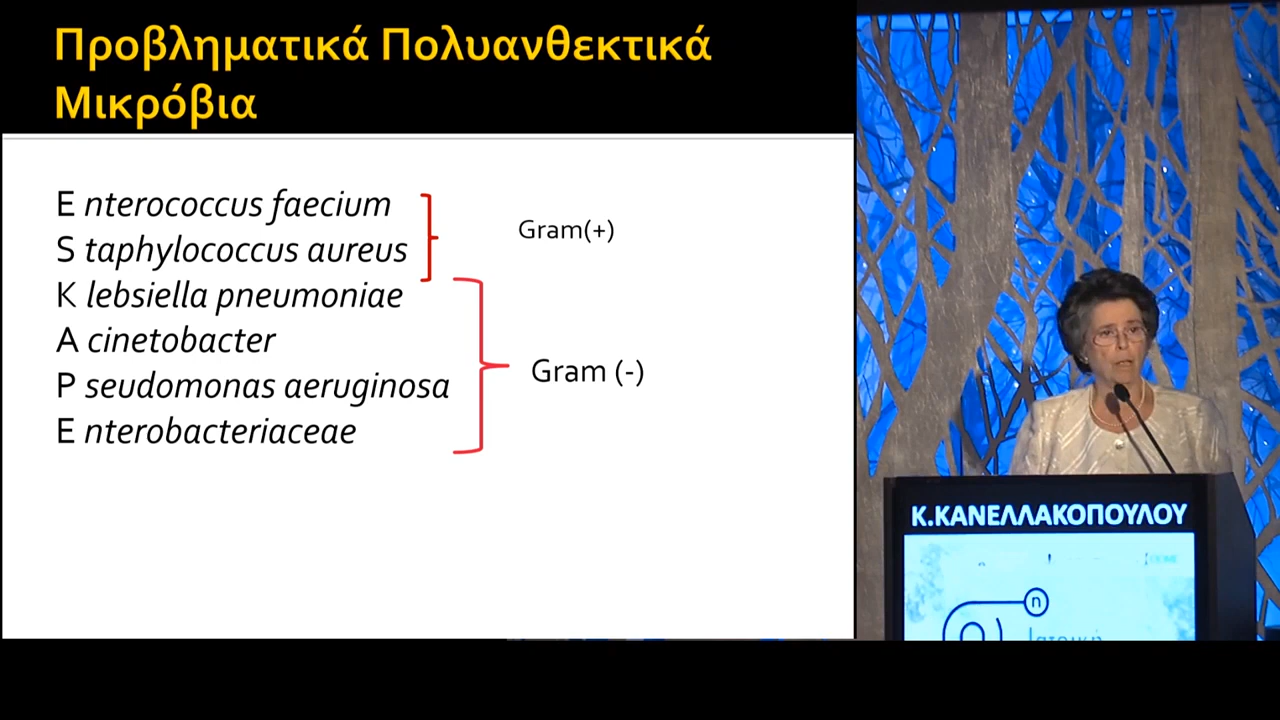 Προβληματικά Πολυανθεκτικά
Μικρόβια
E nterococcus faecium
S taphylococcus aureus
Gram(+)
K lebsiella pneumoniae
A cinetobacter
P seudomonas aeruginosa
E nterobacteriaceae
Gram (-)
Κ.ΚΑΝΕΛΛΑΚΟΠΟΥΛΟΥ
η